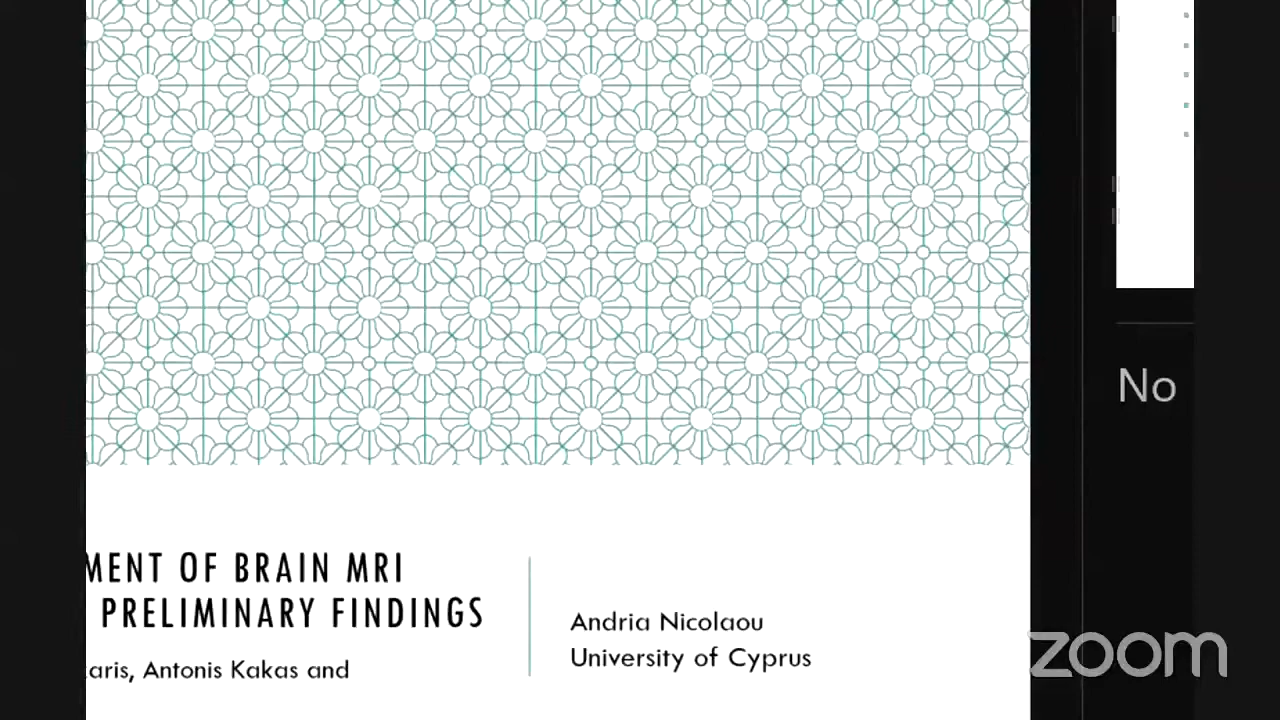 MENT OF BRAIN MRI
PRELIMINARY FINDINGS
aris, Antonis Kakas and
Andria Nicolaou
University of Cyprus
No
zoom